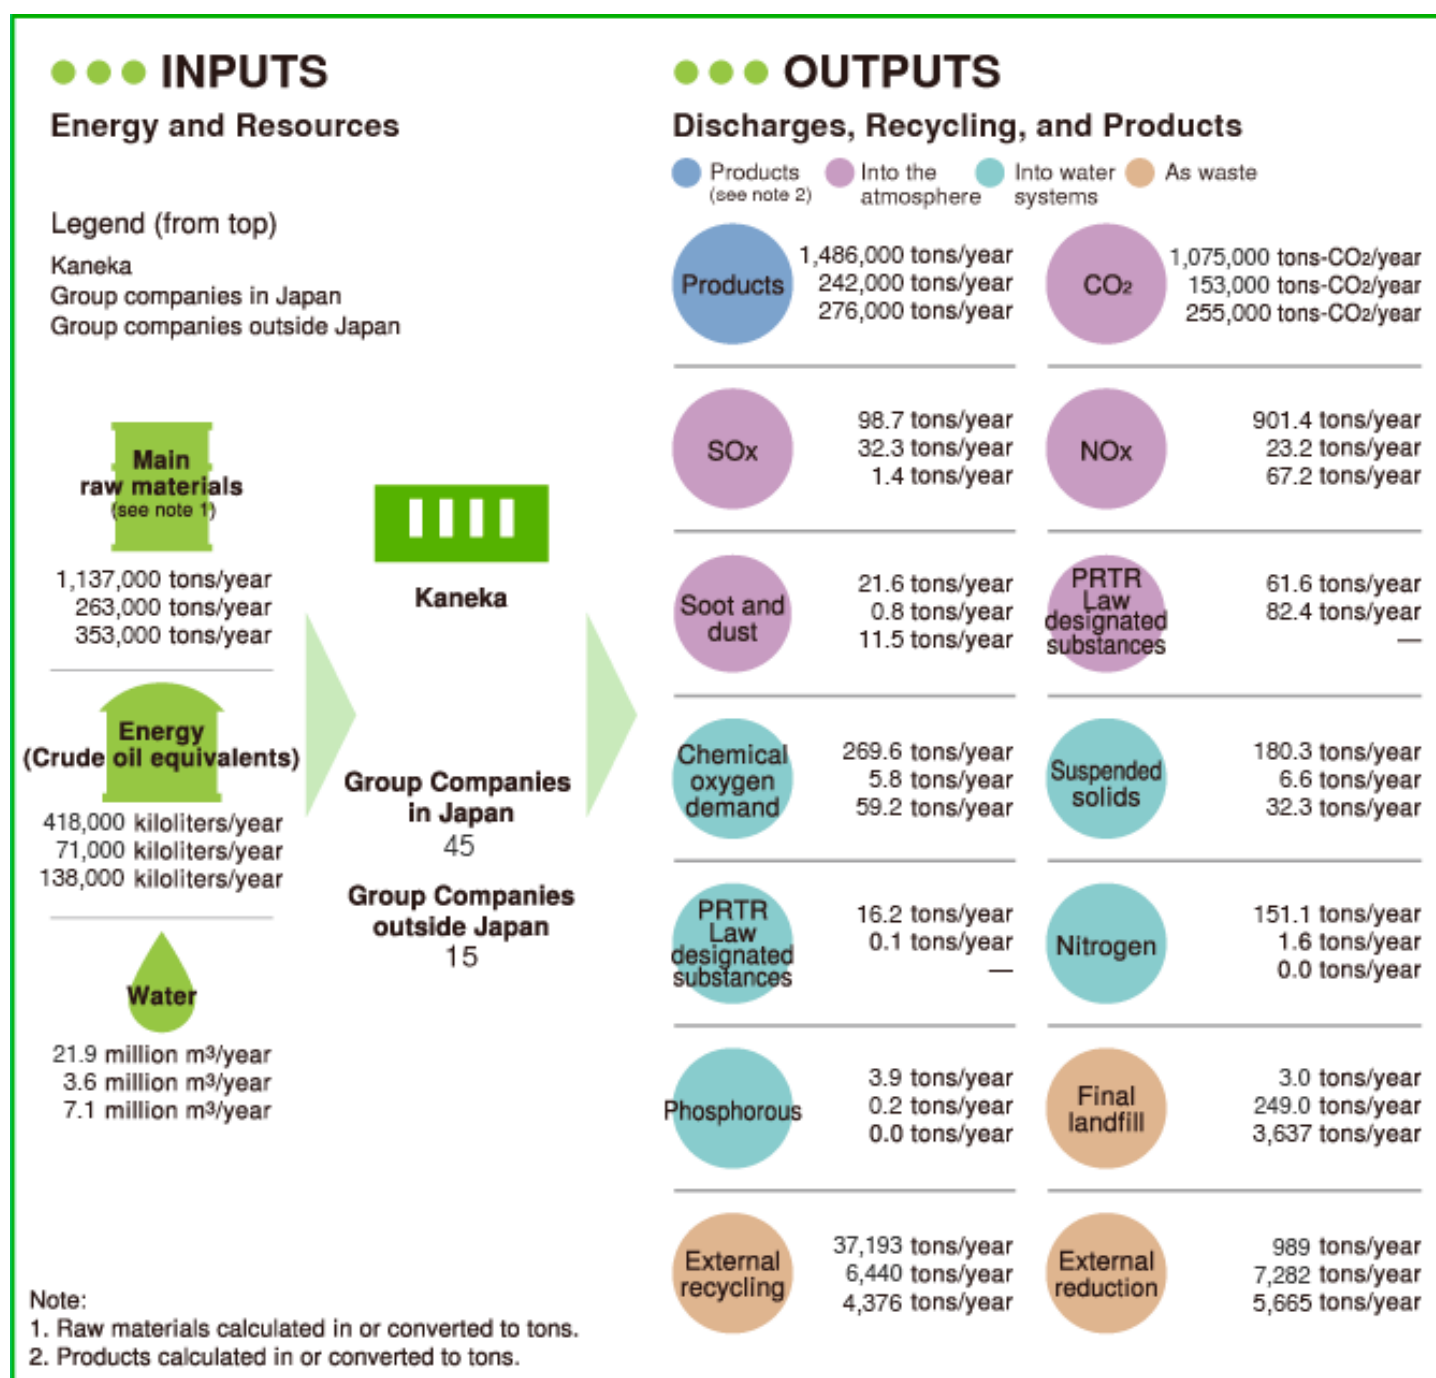 INPUTS
Energy and Resources
Legend (from top)
Kaneka
Group companies in Japan
Group companies outside Japan
Main
raw materials
(see note 1)
1,137,000 tons/year
263,000 tons/year
353,000 tons/year
Energy
(Crude oil equivalents)
418,000 kiloliters/year
71,000 kiloliters/year
138,000 kiloliters/year
Water
21.9 million m³/year
3.6 million m³/year
7.1 million m³/year
Kaneka
Group Companies
in Japan
45
Group Companies
outside Japan
15
OUTPUTS
Discharges, Recycling, and Products
Products
(see note 2)
Into the
atmosphere
Into water
systems
As waste
Products
1,486,000 tons/year
242,000 tons/year
276,000 tons/year
CO₂
1,075,000 tons-CO₂/year
153,000 tons-CO₂/year
255,000 tons-CO₂/year
SOx
98.7 tons/year
32.3 tons/year
1.4 tons/year
NOx
901.4 tons/year
23.2 tons/year
67.2 tons/year
Soot and
dust
21.6 tons/year
0.8 tons/year
11.5 tons/year
PRTR
Law
designated
substances
61.6 tons/year
82.4 tons/year
—
Chemical
oxygen
demand
269.6 tons/year
5.8 tons/year
59.2 tons/year
Suspended
solids
180.3 tons/year
6.6 tons/year
32.3 tons/year
PRTR
Law
designated
substances
16.2 tons/year
0.1 tons/year
—
Nitrogen
151.1 tons/year
1.6 tons/year
0.0 tons/year
Phosphorous
3.9 tons/year
0.2 tons/year
0.0 tons/year
Final
landfill
3.0 tons/year
249.0 tons/year
3,637 tons/year
External
recycling
37,193 tons/year
6,440 tons/year
4,376 tons/year
External
reduction
989 tons/year
7,282 tons/year
5,665 tons/year
Note:
1. Raw materials calculated in or converted to tons.
2. Products calculated in or converted to tons.